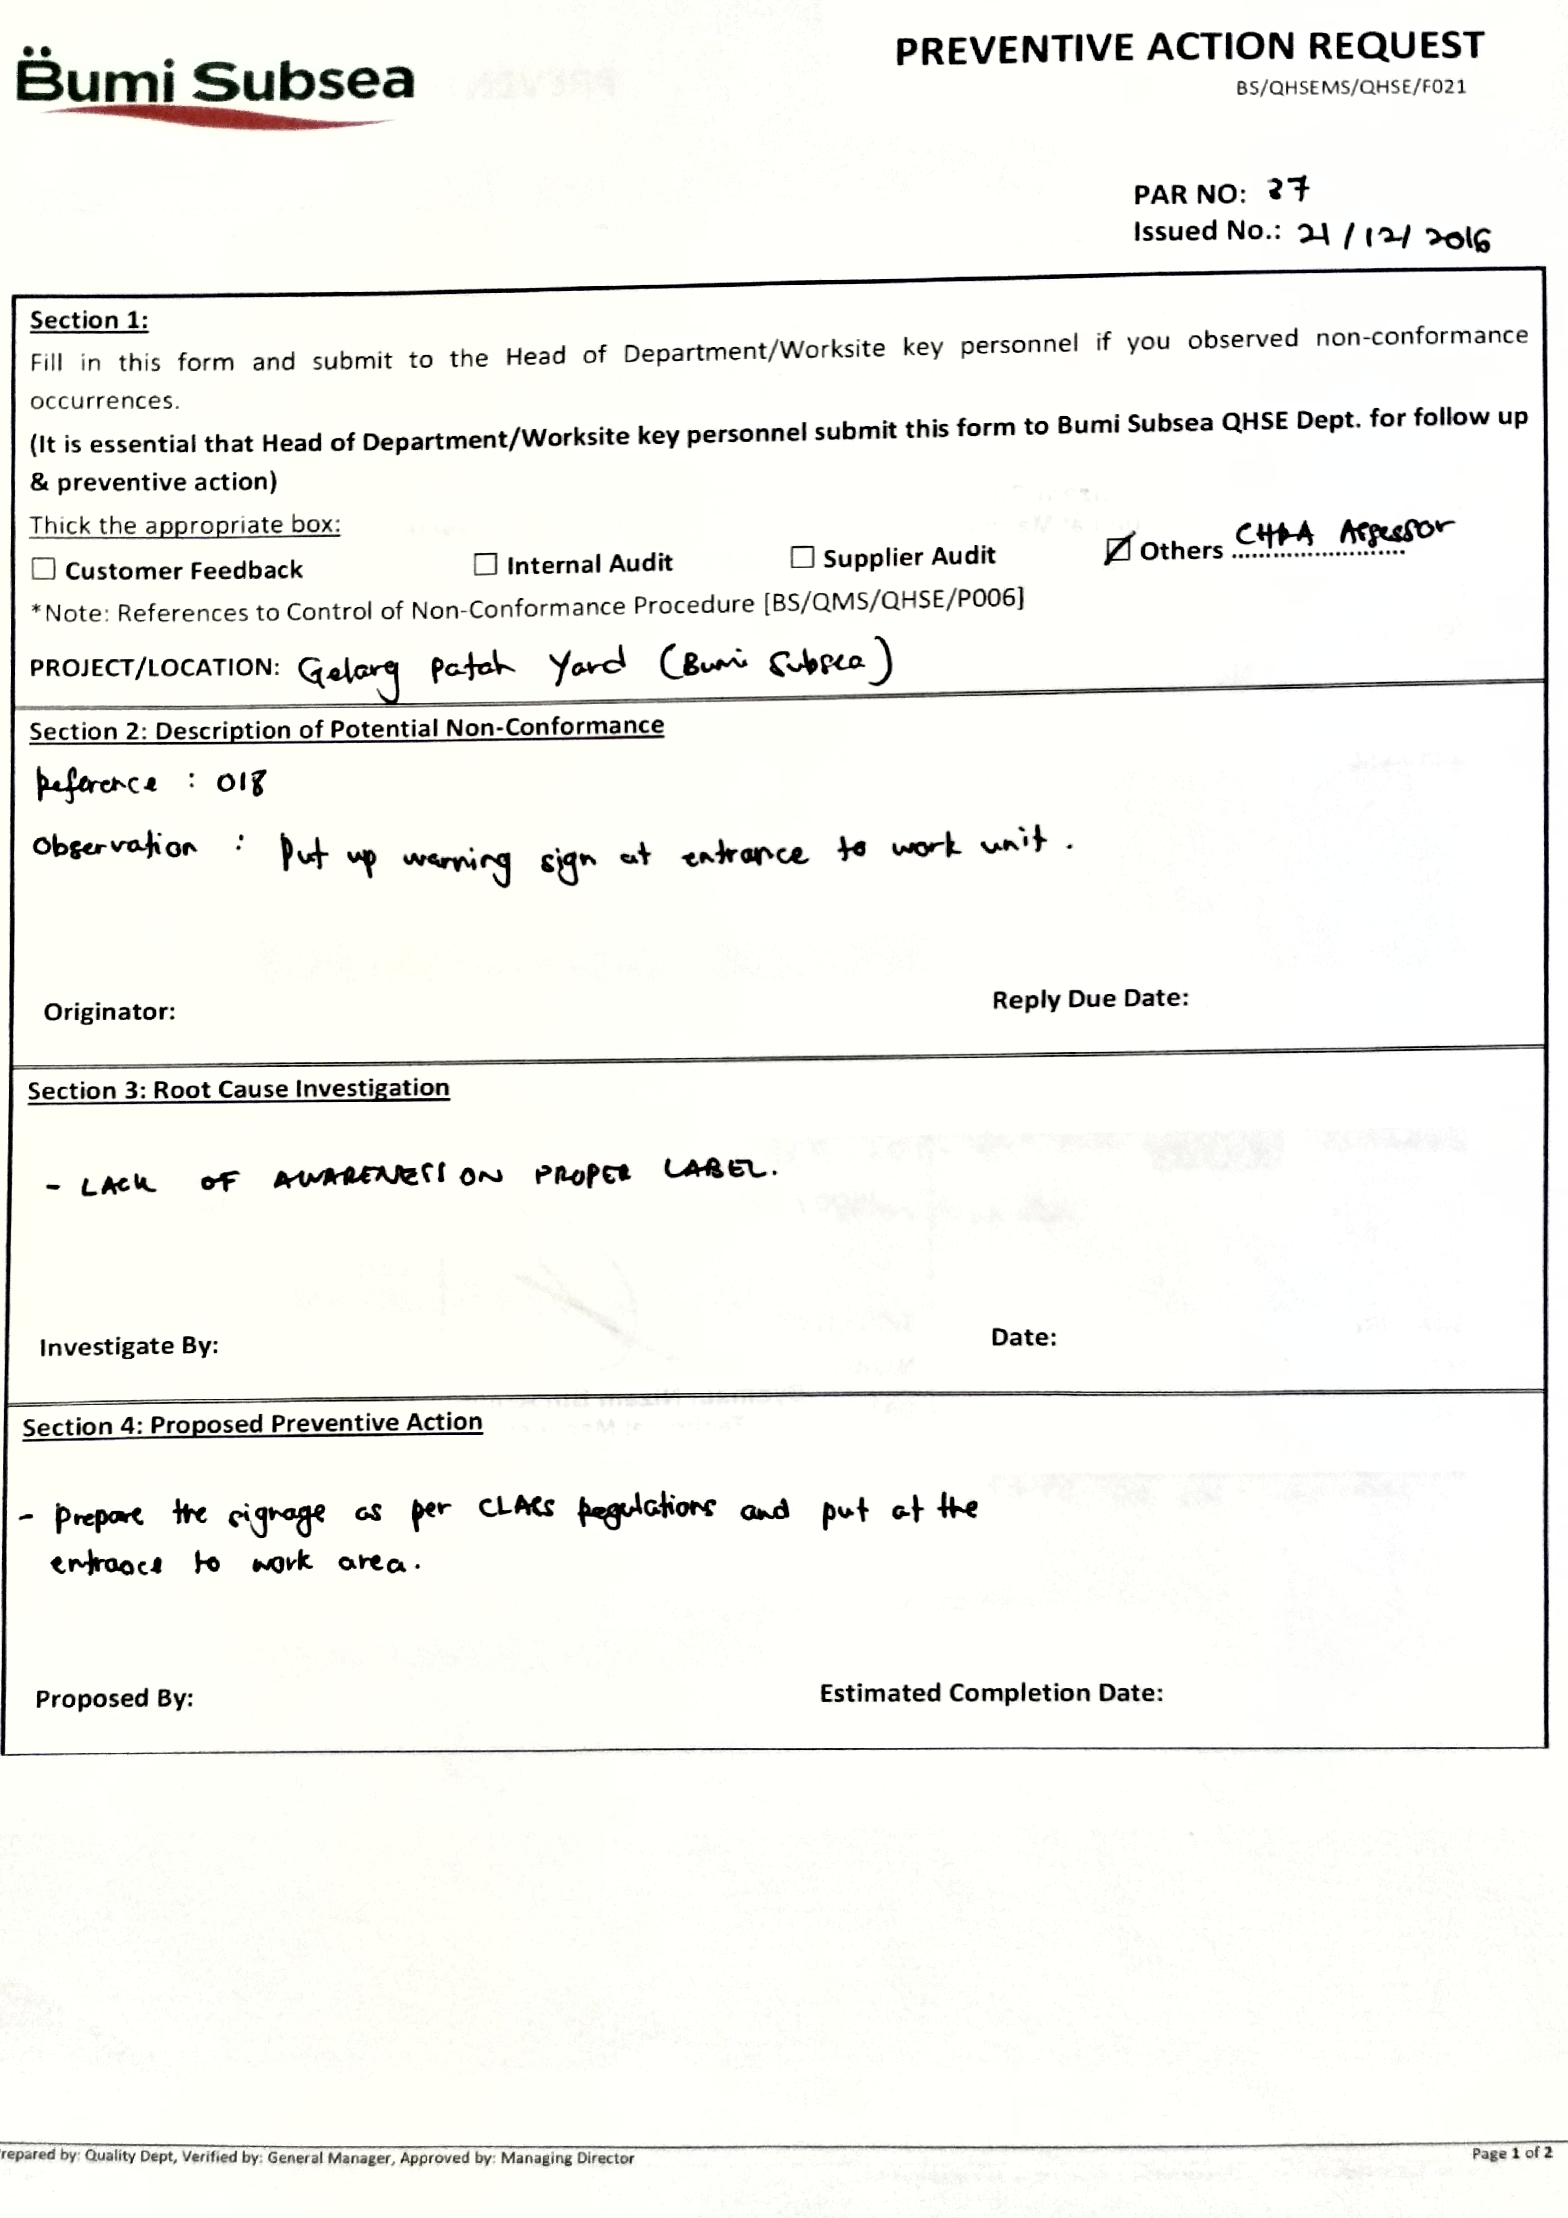 Bumi Subsea
PREVENTIVE ACTION REQUEST
BS/QHSEMS/QHSE/F021
PAR NO: 37
Issued No.: 21/12/2016
Section 1:
Fill in this form and submit to the Head of Department/Worksite key personnel if you observed non-conformance
occurrences.
(It is essential that Head of Department/Worksite key personnel submit this form to Bumi Subsea QHSE Dept. for follow up
& preventive action)
Thick the appropriate box:
Customer Feedback Internal Audit Supplier Audit Others CHRA Assessor
*Note: References to Control of Non-Conformance Procedure [BS/QMS/QHSE/P006]
PROJECT/LOCATION: Gelang Patah Yard (Bumi Subsea)
Section 2: Description of Potential Non-Conformance
Reference : 018
Observation : Put up warning sign at entrance to work unit.
Originator: Reply Due Date:
Section 3: Root Cause Investigation
- LACK OF AWARENESS ON PROPER LABEL.
Investigate By: Date:
Section 4: Proposed Preventive Action
- Prepare the signage as per CLASS Regulations and put at the
entrance to work area.
Proposed By: Estimated Completion Date:
repared by: Quality Dept, Verified by: General Manager, Approved by: Managing Director
Page 1 of 2